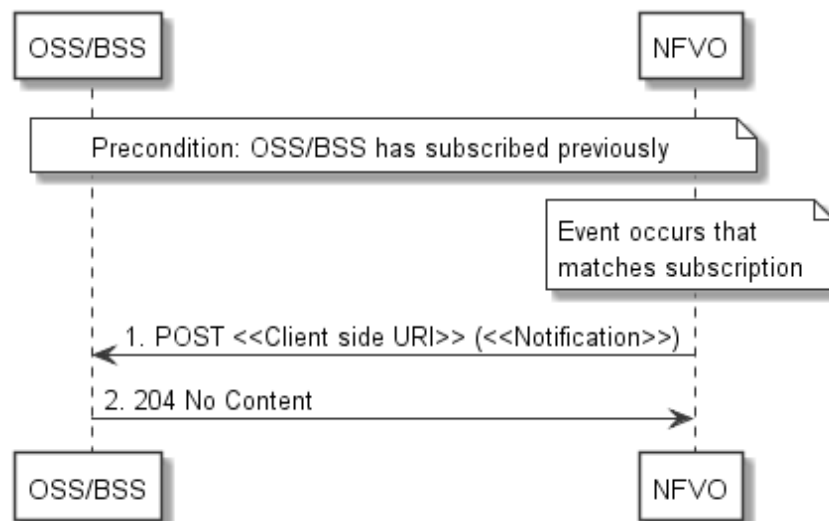 OSS/BSS
NFVO
Precondition: OSS/BSS has subscribed previously
Event occurs that
matches subscription
1. POST <<Client side URI>> (<<Notification>>)
2. 204 No Content
OSS/BSS
NFVO